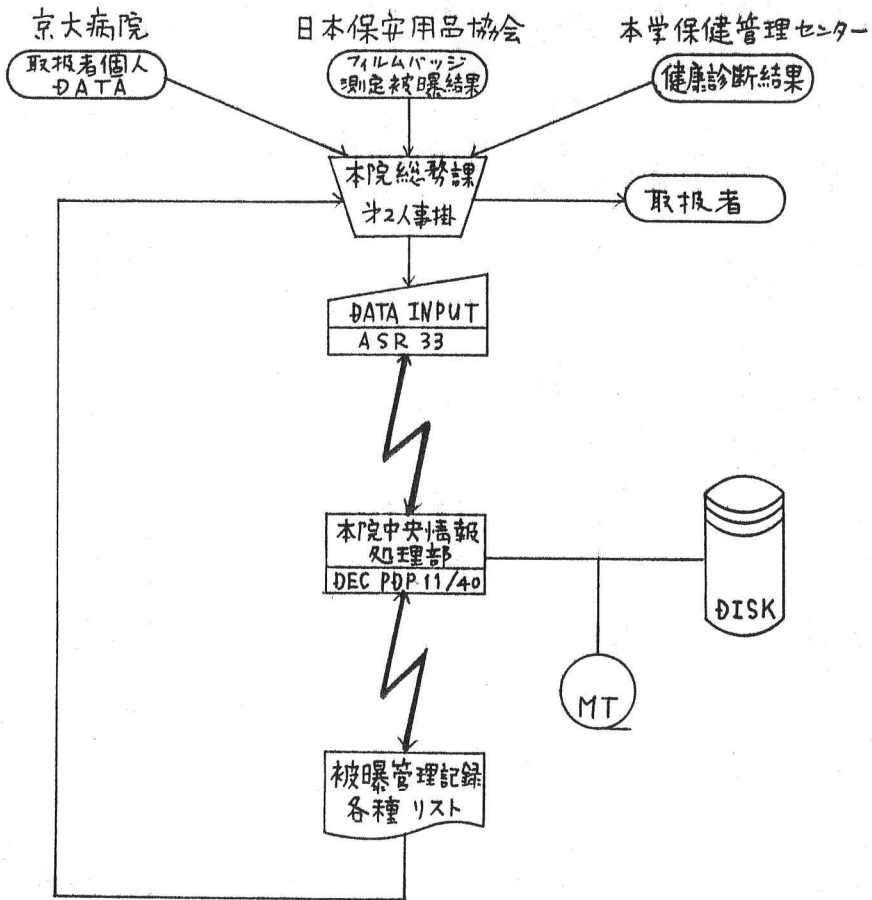 京大病院
日本保安用品協会
本学保健管理センター
取扱者個人
DATA
フィルムバッジ
測定被曝結果
健康診断結果
本院総務課
才2人事掛
取扱者
DATA INPUT
ASR 33
本院中央情報
処理部
DEC PDP 11/40
DISK
MT
被曝管理記録
各種リスト